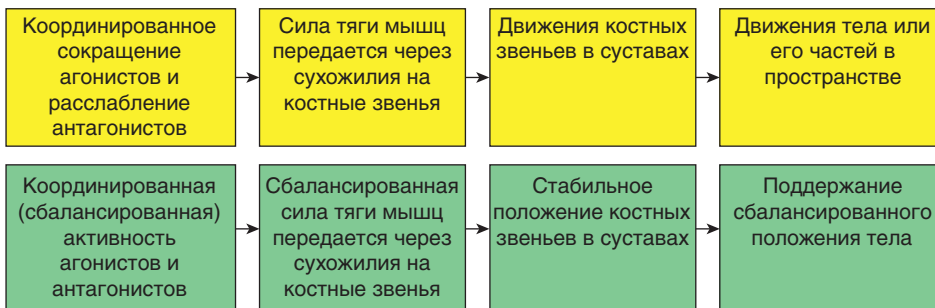 Координированное
сокращение
агонистов и
расслабление
антагонистов
Сила тяги мышц
передается через
сухожилия на
костные звенья
Движения костных
звеньев в суставах
Движения тела или
его частей в
пространстве
Координированная
(сбалансированная)
активность
агонистов и
антагонистов
Сбалансированная
сила тяги мышц
передается через
сухожилия на
костные звенья
Стабильное
положение костных
звеньев в суставах
Поддержание
сбалансированного
положения тела